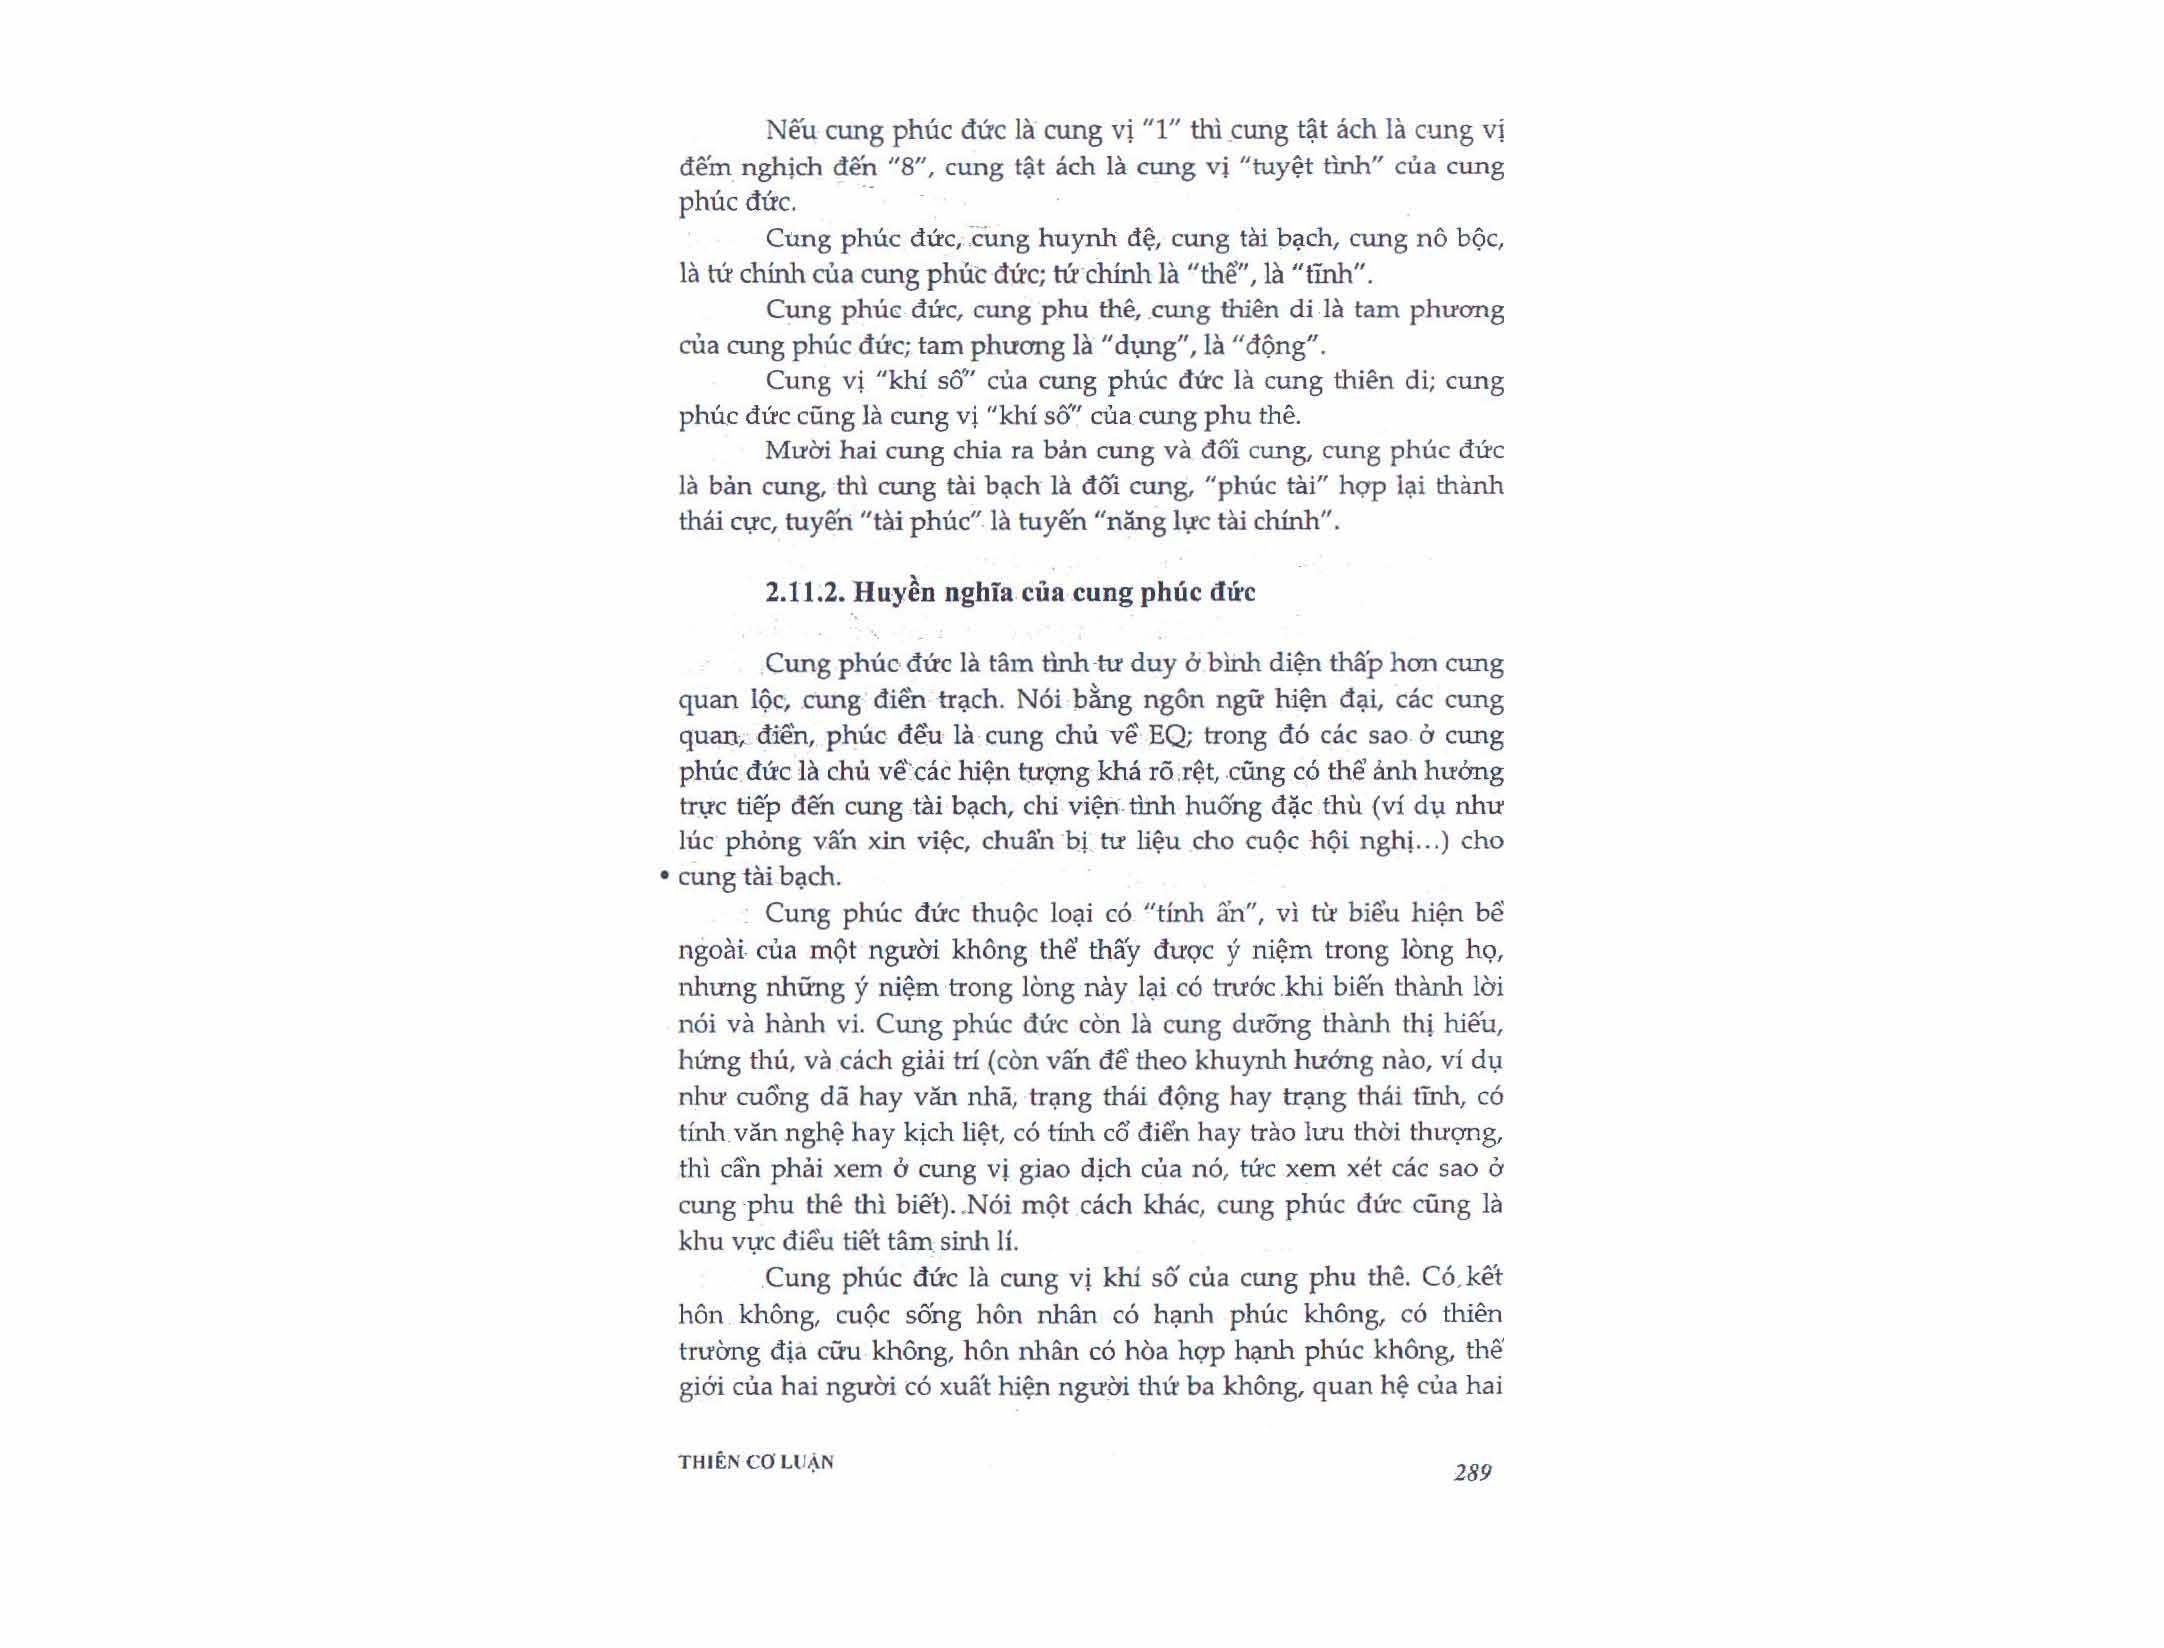 Nếu cung phúc đức là cung vị "1" thì cung tật ách là cung vị
đếm nghịch đến "8", cung tật ách là cung vị "tuyệt tình" của cung
phúc đức.
Cung phúc đức, cung huynh đệ, cung tài bạch, cung nô bộc,
là tứ chính của cung phúc đức; tứ chính là "thể", là "tĩnh".
Cung phúc đức, cung phu thê, cung thiên di là tam phương
của cung phúc đức; tam phương là "dụng", là "động".
Cung vị "khí số" của cung phúc đức là cung thiên di; cung
phúc đức cũng là cung vị "khí số" của cung phu thê.
Mười hai cung chia ra bản cung và đối cung, cung phúc đức
là bản cung, thì cung tài bạch là đối cung, "phúc tài" hợp lại thành
thái cực, tuyến "tài phúc" là tuyến "năng lực tài chính".
2.11.2. Huyền nghĩa của cung phúc đức
Cung phúc đức là tâm tình tư duy ở bình diện thấp hơn cung
quan lộc, cung điền trạch. Nói bằng ngôn ngữ hiện đại, các cung
quan, điền, phúc đều là cung chủ về EQ; trong đó các sao ở cung
phúc đức là chủ về các hiện tượng khá rõ rệt, cũng có thể ảnh hưởng
trực tiếp đến cung tài bạch, chi viện tình huống đặc thù (ví dụ như
lúc phỏng vấn xin việc, chuẩn bị tư liệu cho cuộc hội nghị...) cho
cung tài bạch.
Cung phúc đức thuộc loại có "tính ẩn", vì từ biểu hiện bề
ngoài của một người không thể thấy được ý niệm trong lòng họ,
nhưng những ý niệm trong lòng này lại có trước khi biến thành lời
nói và hành vi. Cung phúc đức còn là cung dưỡng thành thị hiếu,
hứng thú, và cách giải trí (còn vấn đề theo khuynh hướng nào, ví dụ
như cuồng dã hay văn nhã, trạng thái động hay trạng thái tĩnh, có
tính văn nghệ hay kịch liệt, có tính cổ điển hay trào lưu thời thượng,
thì cần phải xem ở cung vị giao dịch của nó, tức xem xét các sao ở
cung phu thê thì biết). Nói một cách khác, cung phúc đức cũng là
khu vực điều tiết tâm sinh lí.
Cung phúc đức là cung vị khí số của cung phu thê. Có kết
hôn không, cuộc sống hôn nhân có hạnh phúc không, có thiên
trường địa cữu không, hôn nhân có hòa hợp hạnh phúc không, thế
giới của hai người có xuất hiện người thứ ba không, quan hệ của hai
THIÊN CƠ LUẬN
289